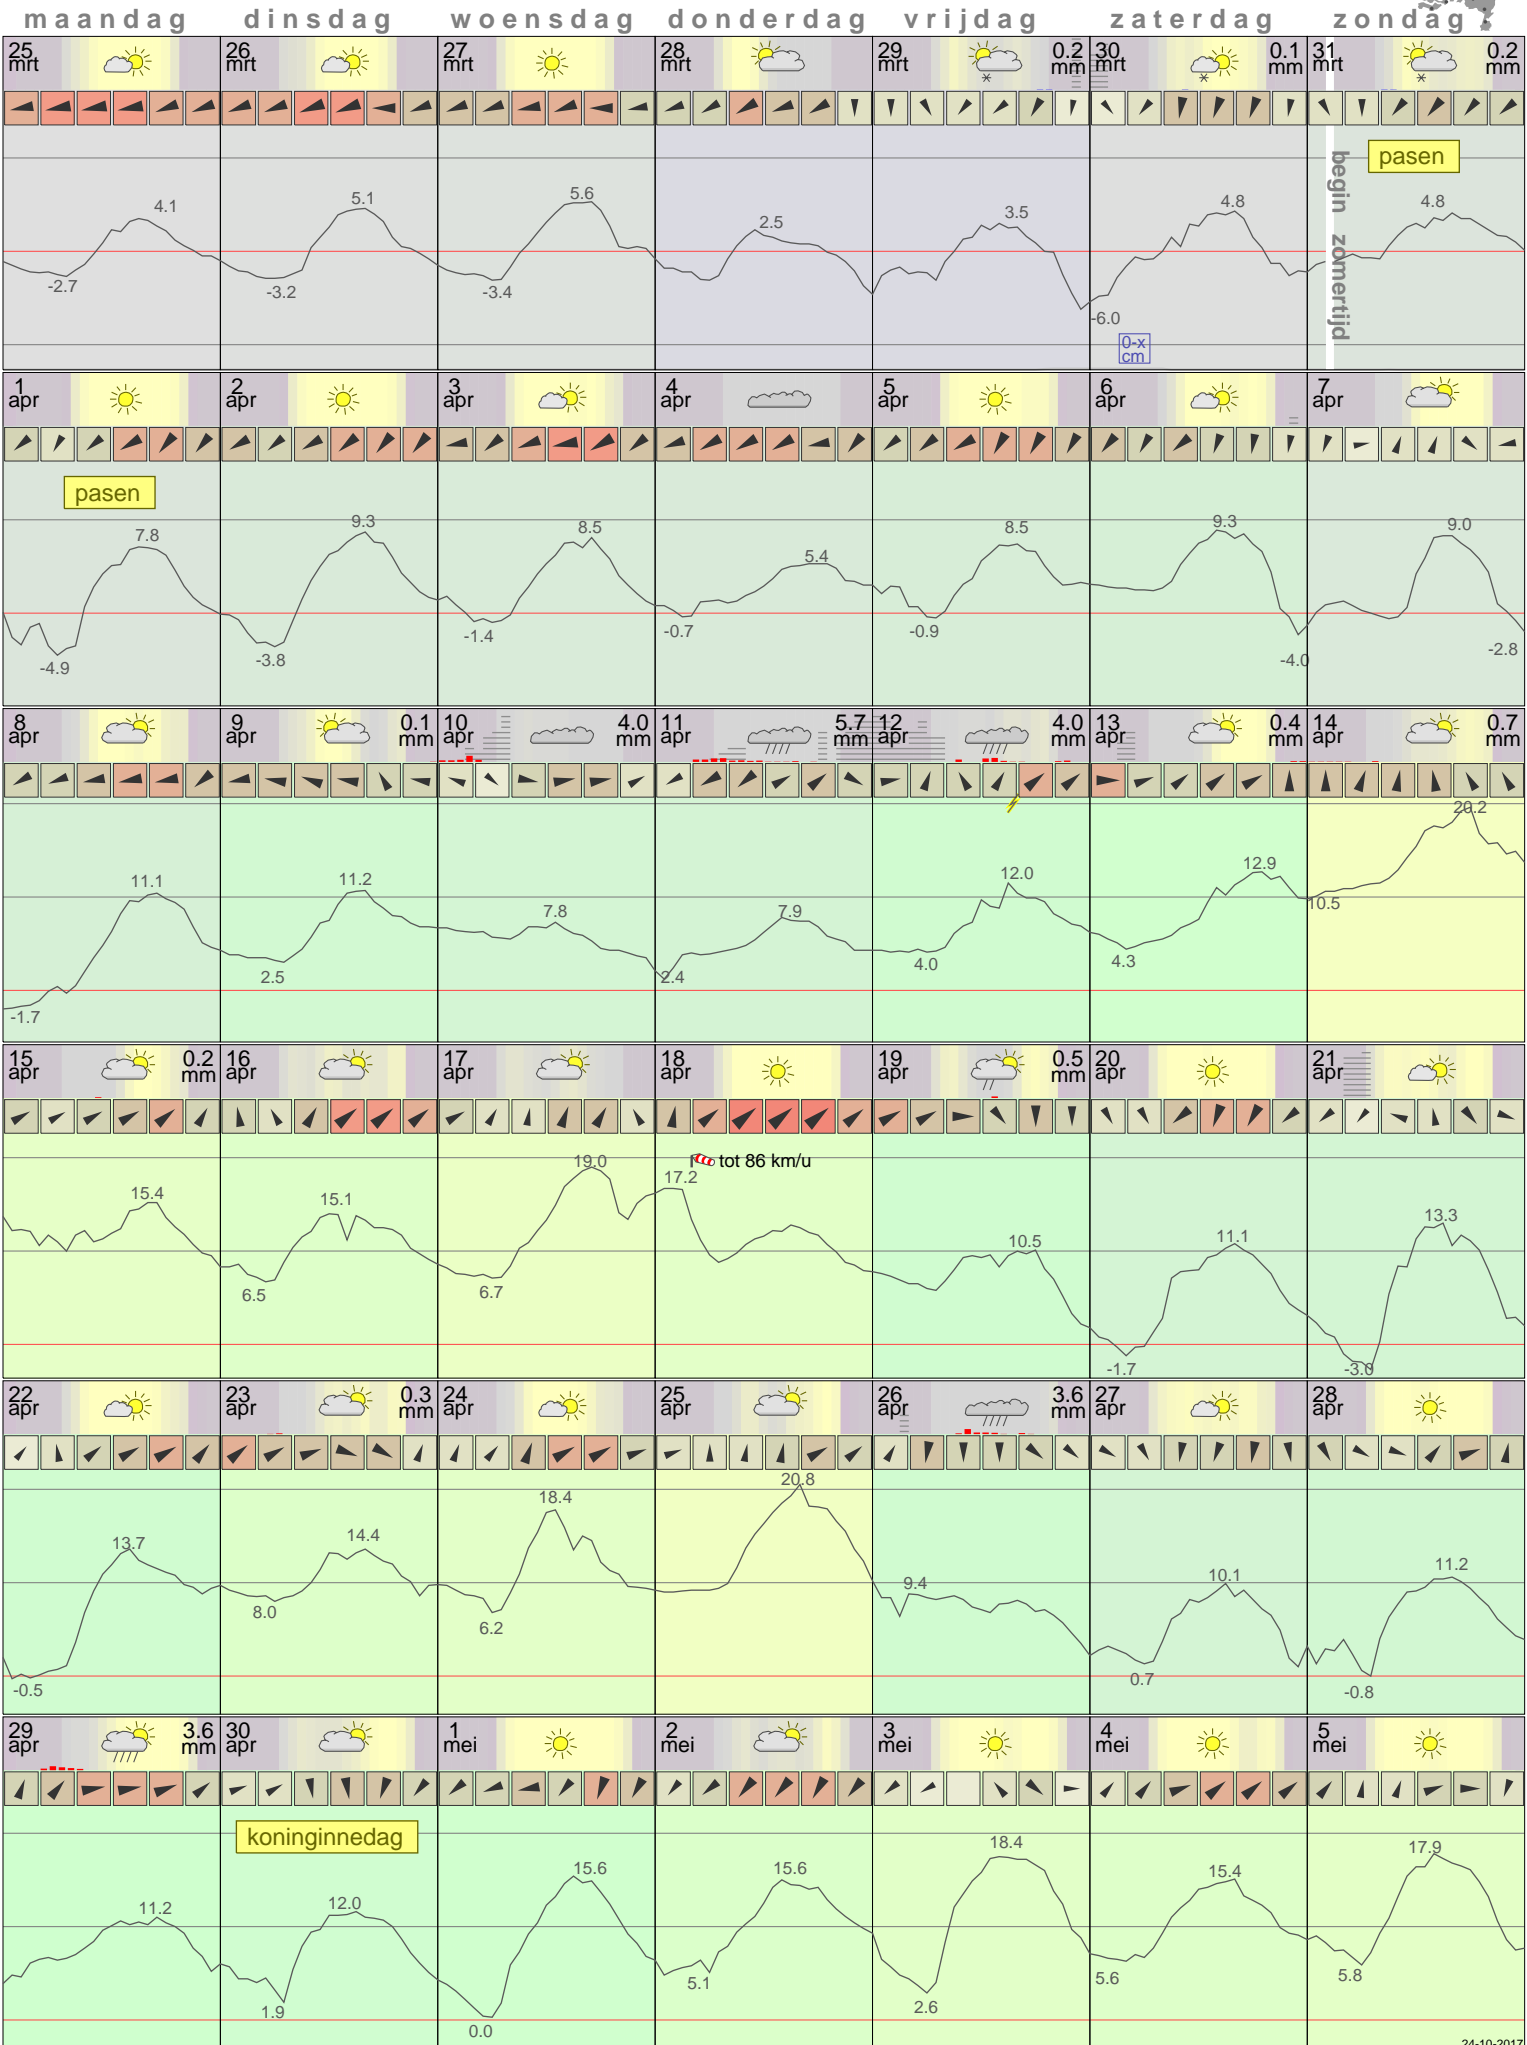 maandag dinsdag woensdag donderdag vrijdag zaterdag zondag
25 mrt 26 mrt 27 mrt 28 mrt 29 mrt 0.2 mm 30 mrt 0.1 mm 31 mrt 0.2 mm
pasen
begin zomertijd
4.1 5.1 5.6 2.5 3.5 4.8 4.8
-2.7 -3.2 -3.4 -6.0
0-x
cm
1 apr 2 apr 3 apr 4 apr 5 apr 6 apr 7 apr
pasen
7.8 9.3 8.5 5.4 8.5 9.3 9.0
-4.9 -3.8 -1.4 -0.7 -0.9 -4.0 -2.8
8 apr 9 apr 0.1 mm 10 apr 4.0 mm 11 apr 5.7 mm 12 apr 4.0 mm 13 apr 0.4 mm 14 apr 0.7 mm
11.1 11.2 7.8 7.9 12.0 12.9 20.2
-1.7 2.5 2.4 4.0 4.3 10.5
15 apr 0.2 mm 16 apr 17 apr 18 apr 19 apr 0.5 mm 20 apr 21 apr
tot 86 km/u
15.4 15.1 19.0 17.2 10.5 11.1 13.3
6.5 6.7 -1.7 -3.0
22 apr 23 apr 0.3 mm 24 apr 25 apr 26 apr 3.6 mm 27 apr 28 apr
13.7 14.4 18.4 20.8 9.4 10.1 11.2
-0.5 8.0 6.2 0.7 -0.8
29 apr 3.6 mm 30 apr 1 mei 2 mei 3 mei 4 mei 5 mei
koninginnedag
11.2 12.0 15.6 15.6 18.4 15.4 17.9
1.9 0.0 5.1 2.6 5.6 5.8
24-10-2017